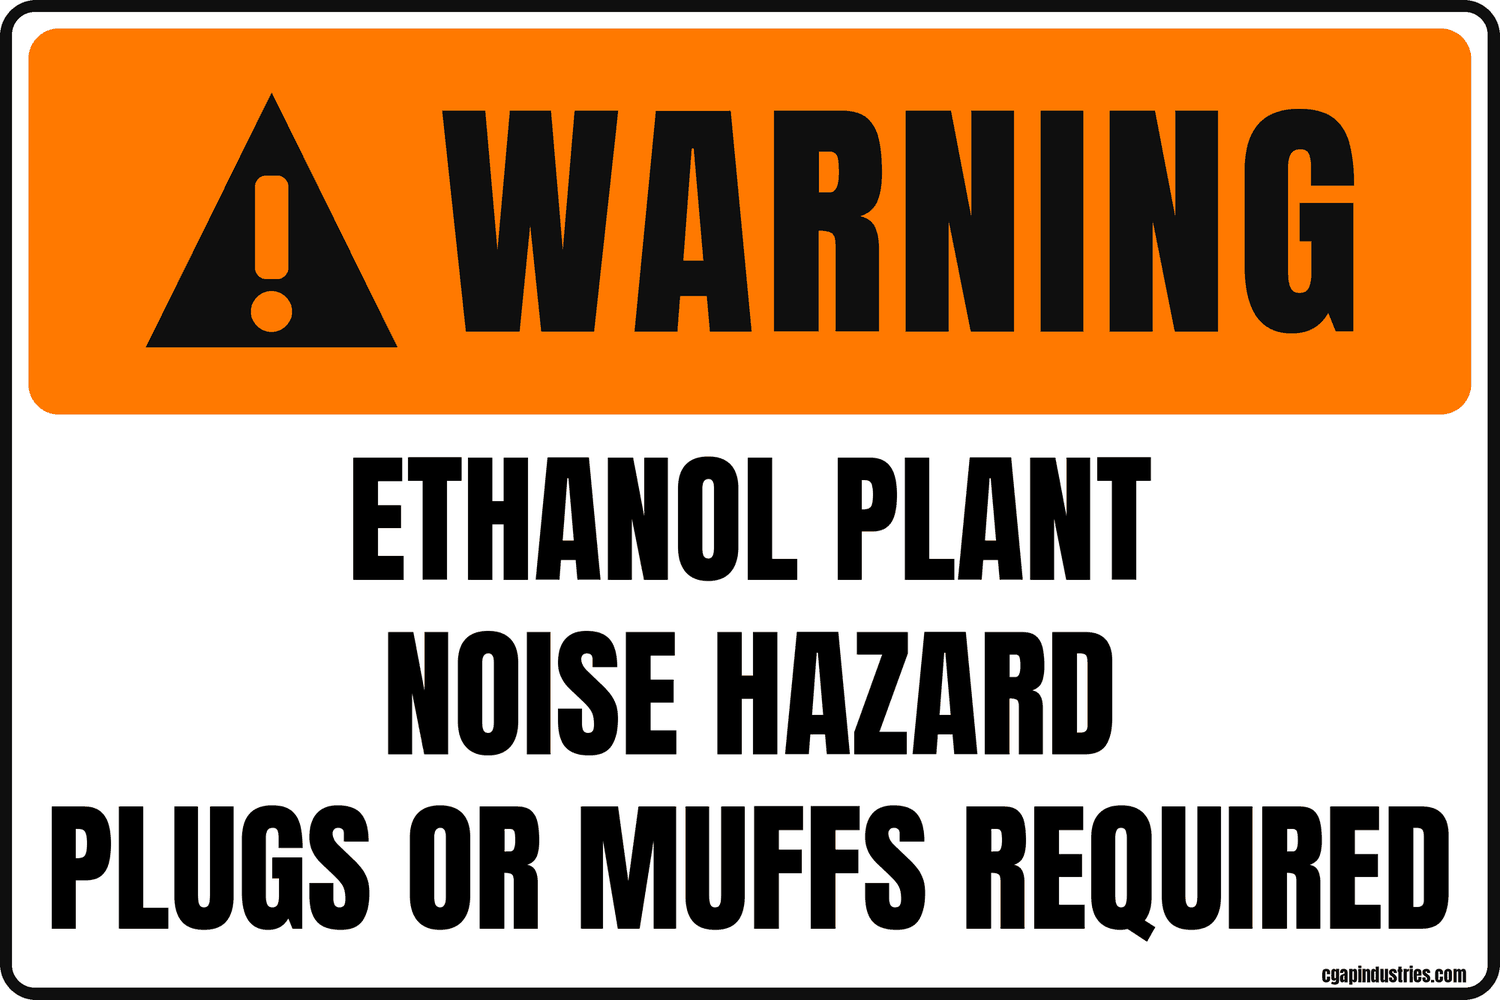 WARNING
ETHANOL PLANT
NOISE HAZARD
PLUGS OR MUFFS REQUIRED
cgapindustries.com